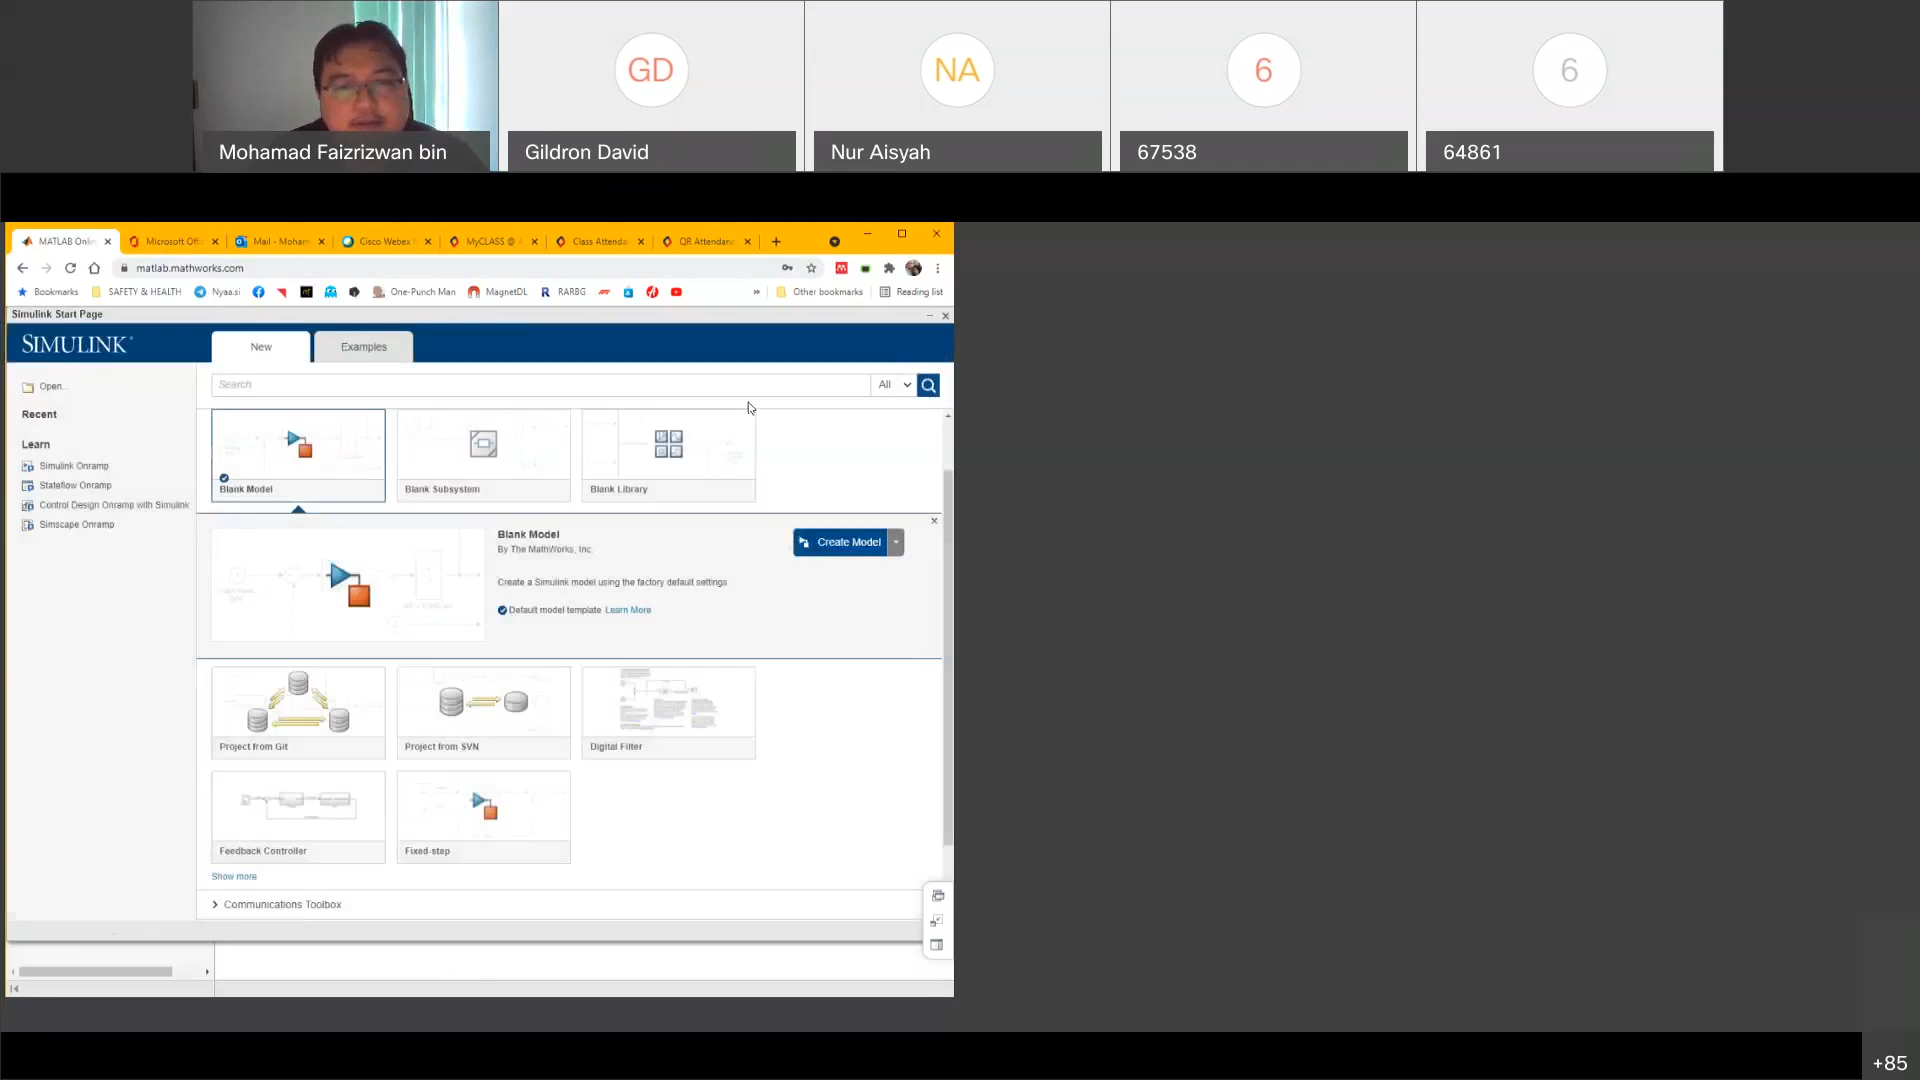 GD
NA
6
6
Mohamad Faizrizwan bin
Gildron David
Nur Aisyah
67538
64861
MATLAB Onlin
Microsoft Offi
Mail - Moham
Cisco Webex
MyCLASS @
Class Attenda
QR Attendanc
matlab.mathworks.com
Bookmarks
SAFETY & HEALTH
Nyaa.si
One-Punch Man
MagnetDL
RARBG
»
Other bookmarks
Reading list
Simulink Start Page
SIMULINK®
New
Examples
Open...
Search
All
Recent
Learn
Simulink Onramp
Stateflow Onramp
Control Design Onramp with Simulink
Simscape Onramp
Blank Model
Blank Subsystem
Blank Library
Blank Model
By The MathWorks, Inc.
Create Model
Create a Simulink model using the factory default settings
Default model template Learn More
Project from Git
Project from SVN
Digital Filter
Feedback Controller
Fixed-step
Show more
Communications Toolbox
+85